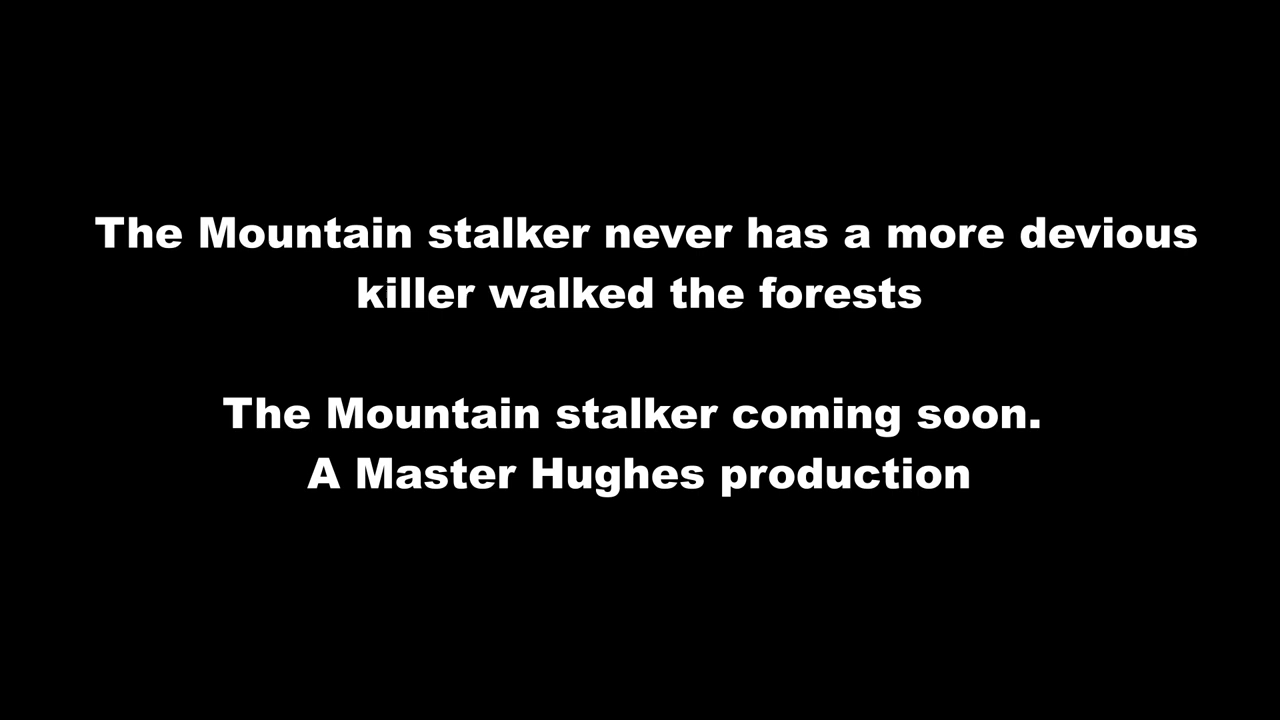 The Mountain stalker never has a more devious
killer walked the forests
The Mountain stalker coming soon.
A Master Hughes production